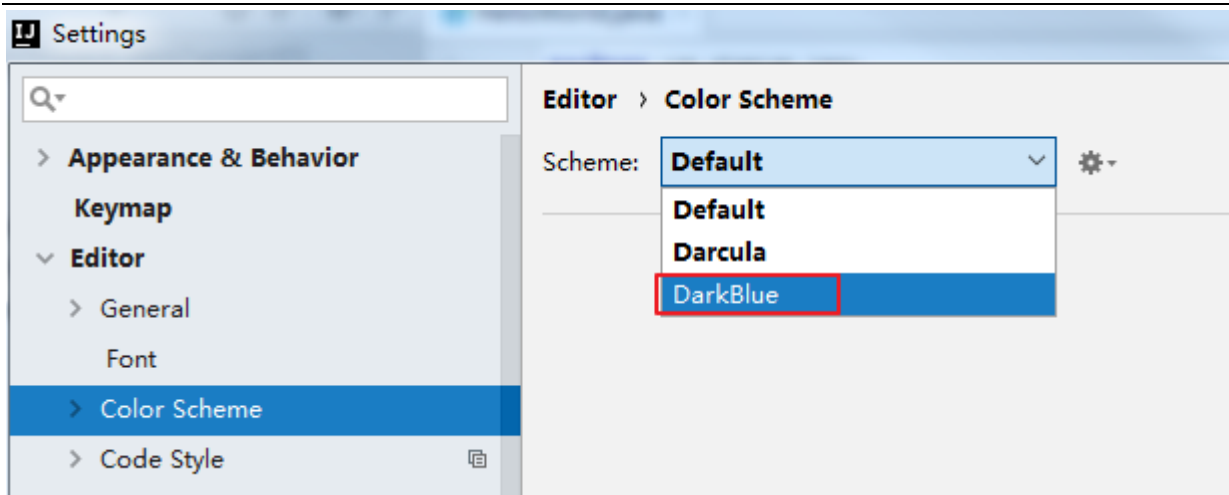 Settings
Editor › Color Scheme
Appearance & Behavior
Scheme: Default
Keymap
Default
Editor
Darcula
General
DarkBlue
Font
Color Scheme
Code Style